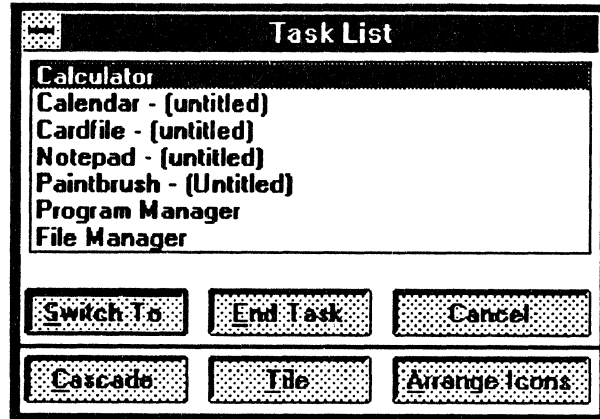 Task List
Calculator
Calendar - (untitled)
Cardfile - (untitled)
Notepad - (untitled)
Paintbrush - (Untitled)
Program Manager
File Manager
Switch To End Task Cancel
Cascade Tile Arrange Icons